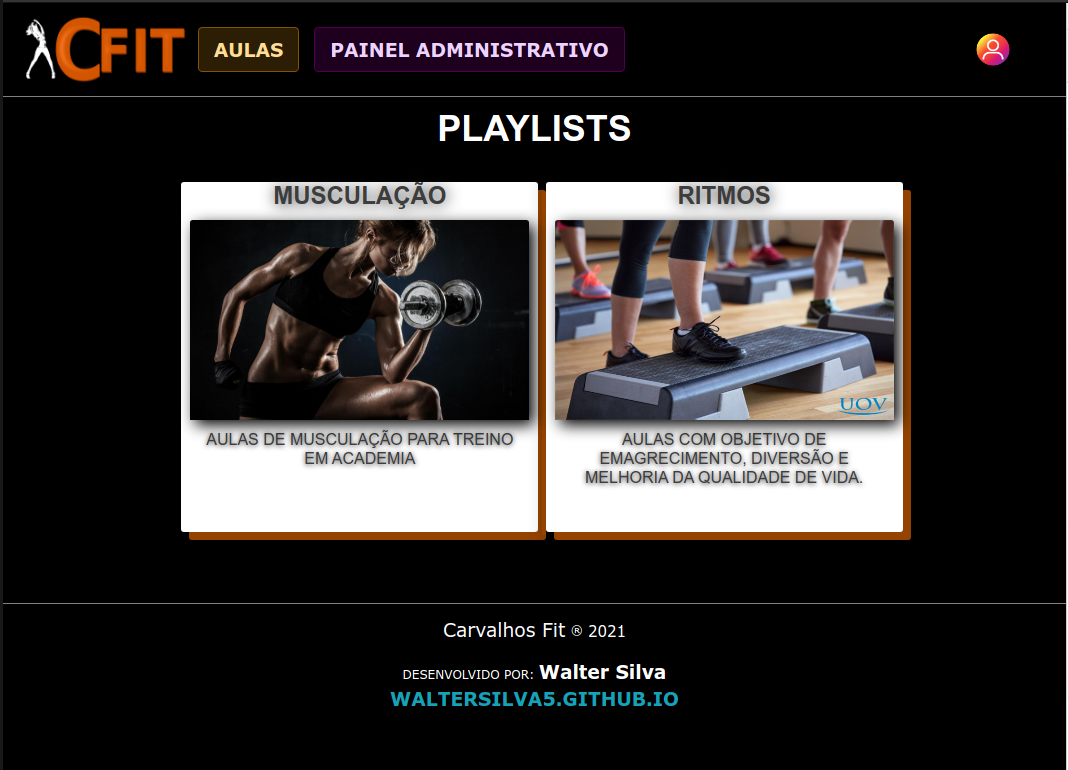 CFIT AULAS PAINEL ADMINISTRATIVO
PLAYLISTS
MUSCULAÇÃO
AULAS DE MUSCULAÇÃO PARA TREINO
EM ACADEMIA
RITMOS
UOV
AULAS COM OBJETIVO DE
EMAGRECIMENTO, DIVERSÃO E
MELHORIA DA QUALIDADE DE VIDA.
Carvalhos Fit ® 2021
DESENVOLVIDO POR: Walter Silva
WALTERSILVA5.GITHUB.IO